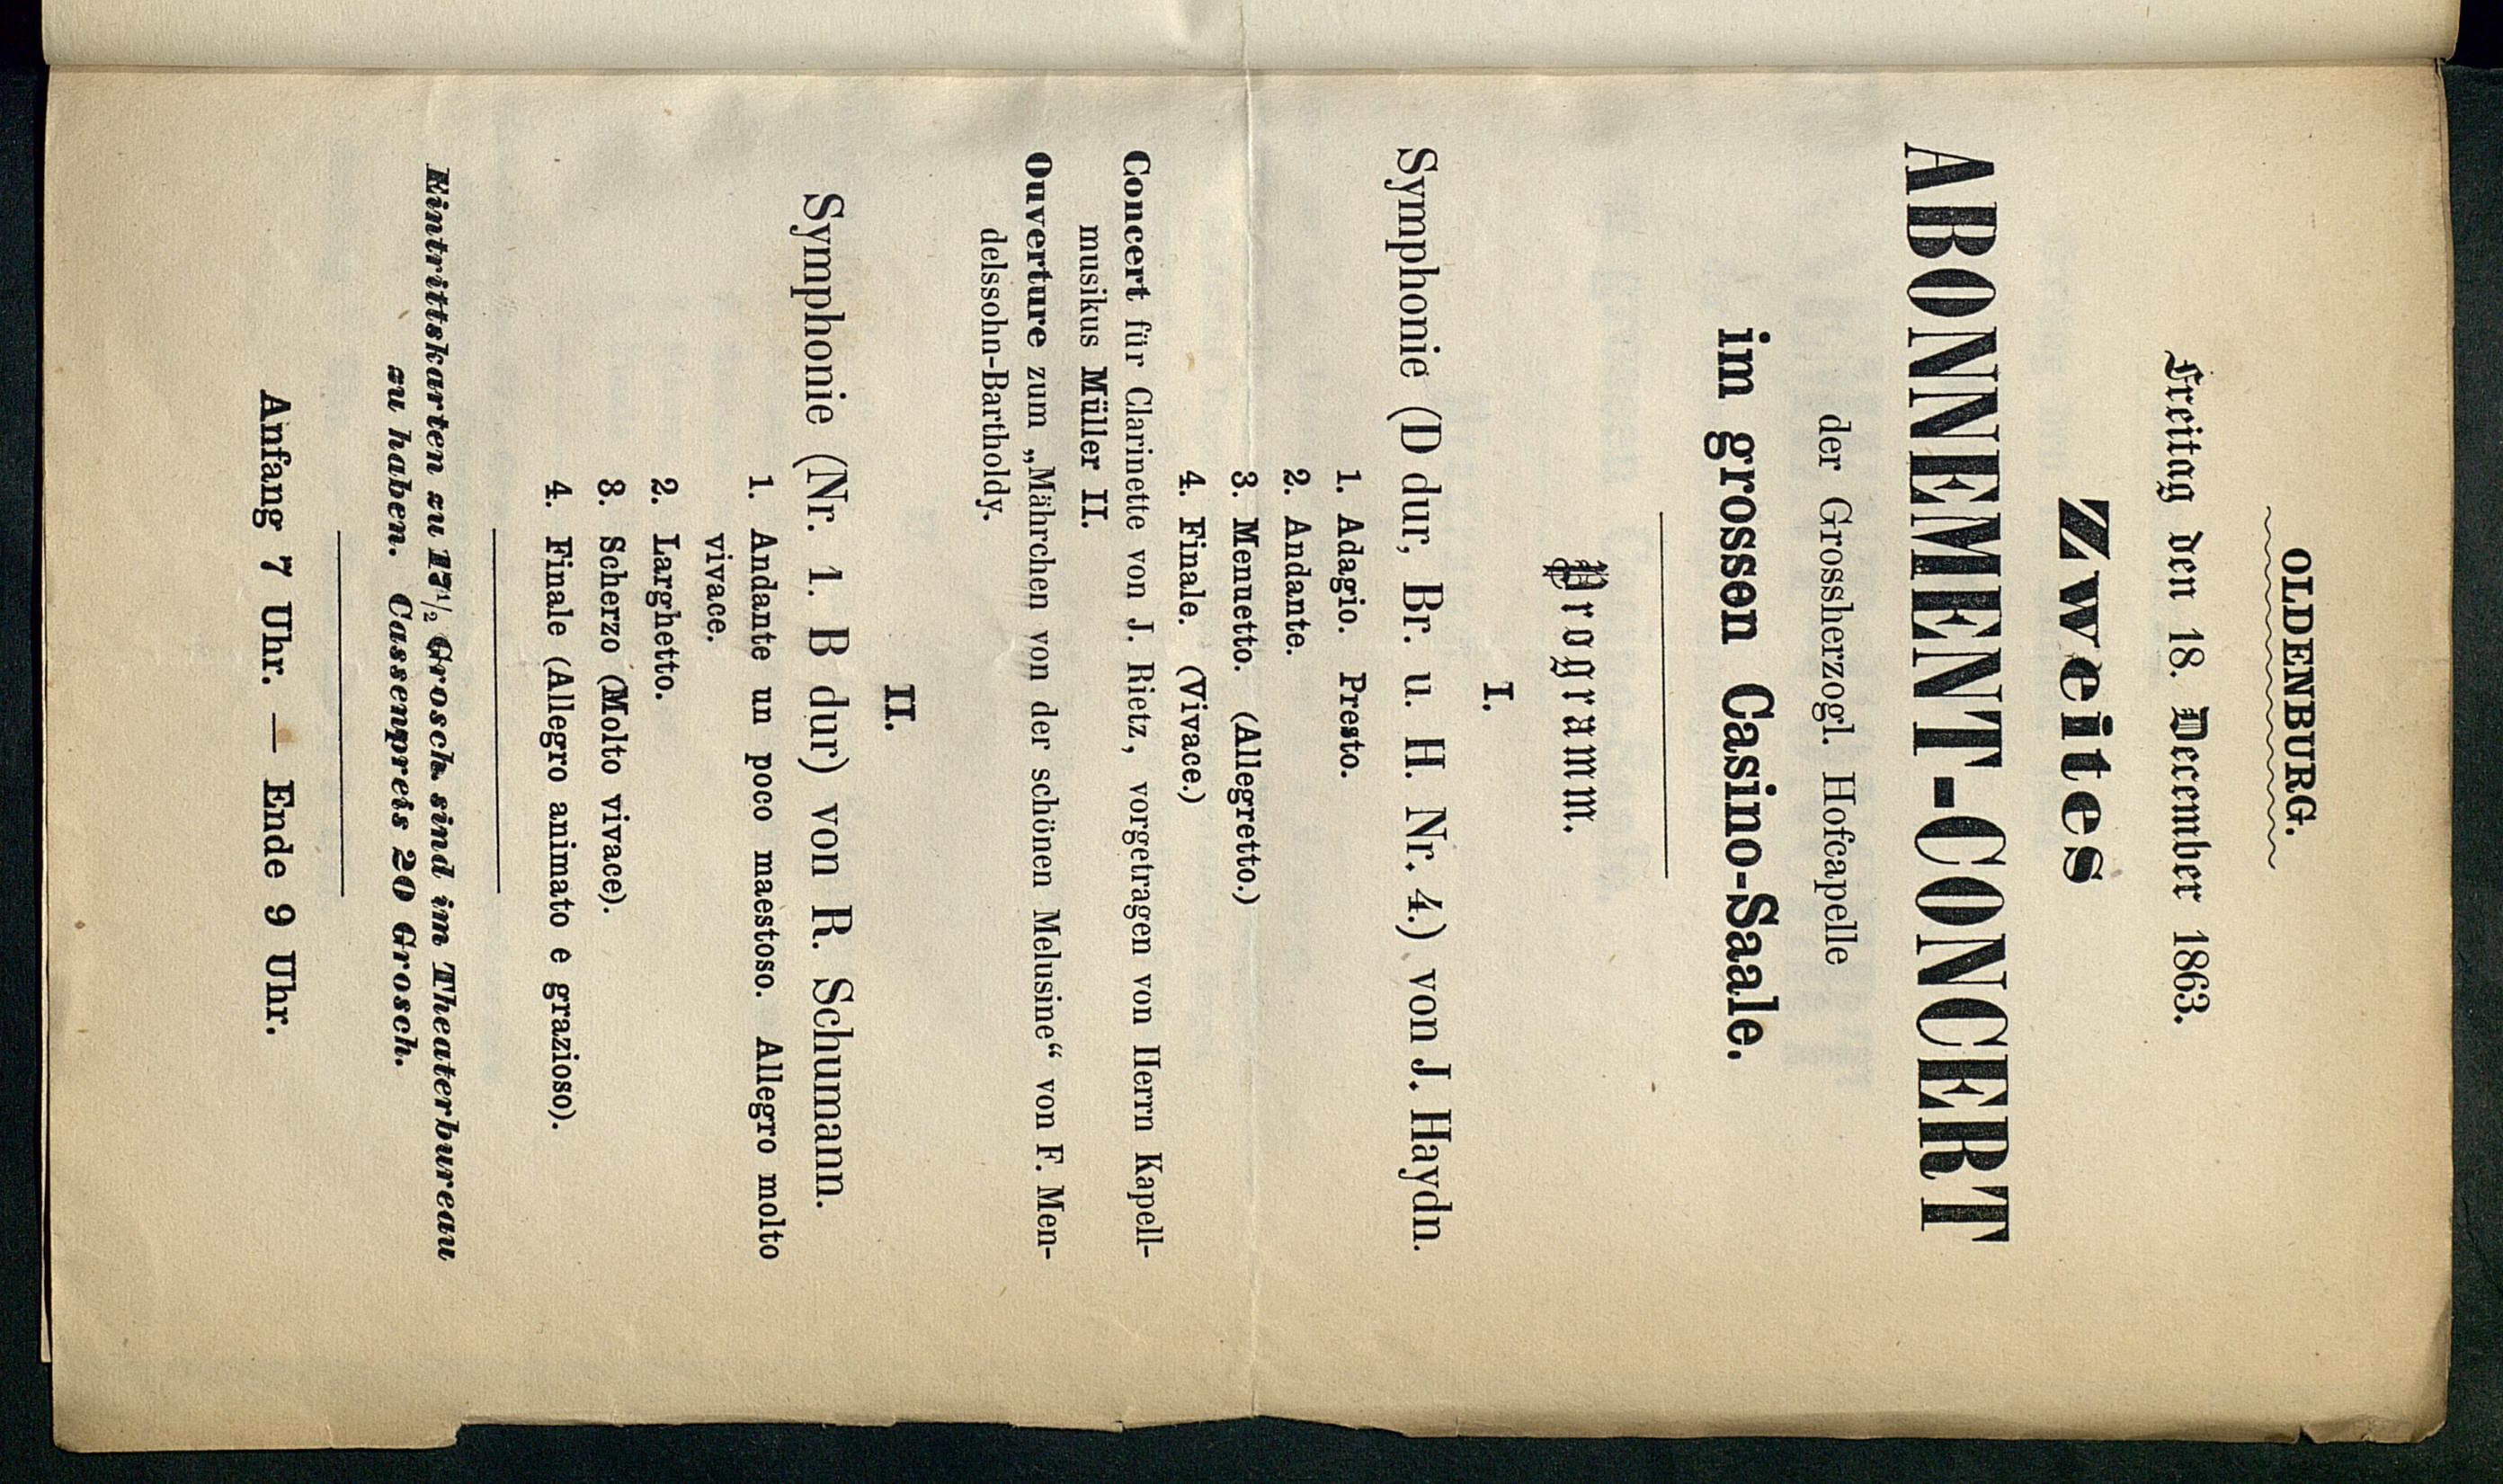 OLDENBURG.
Freitag den 18. December 1863.
Zweites
ABONNEMENT-CONCERT
der Grossherzogl. Hofcapelle
im grossen Casino-Saale.
Programm.
I.
Symphonie (D dur, Br. u. H. Nr. 4.) von J. Haydn.
1. Adagio. Presto.
2. Andante.
3. Menuetto. (Allegretto.)
4. Finale. (Vivace.)
Concert für Clarinette von J. Rietz, vorgetragen von Herrn Kapell-
musikus Müller II.
Ouverture zum „Mährchen von der schönen Melusine“ von F. Men-
delssohn-Bartholdy.
II.
Symphonie (Nr. 1. B dur) von R. Schumann.
1. Andante un poco maestoso. Allegro molto
vivace.
2. Larghetto.
3. Scherzo (Molto vivace).
4. Finale (Allegro animato e grazioso).
Eintrittskarten zu 17½ Grosch. sind im Theaterbureau
zu haben. Cassenpreis 20 Grosch.
Anfang 7 Uhr. — Ende 9 Uhr.